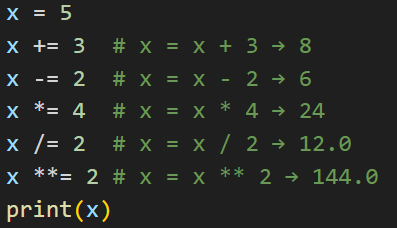 x = 5
x += 3  # x = x + 3 → 8
x -= 2  # x = x - 2 → 6
x *= 4  # x = x * 4 → 24
x /= 2  # x = x / 2 → 12.0
x **= 2 # x = x ** 2 → 144.0
print(x)